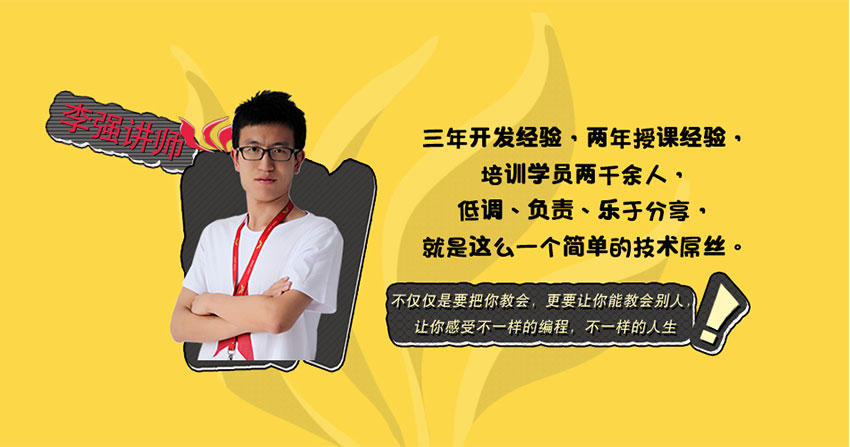 李强讲师
三年开发经验，两年授课经验，
培训学员两千余人，
低调、负责、乐于分享，
就是这么一个简单的技术屌丝。
不仅仅是要把你教会，更要让你能教会别人，
让你感受不一样的编程，不一样的人生